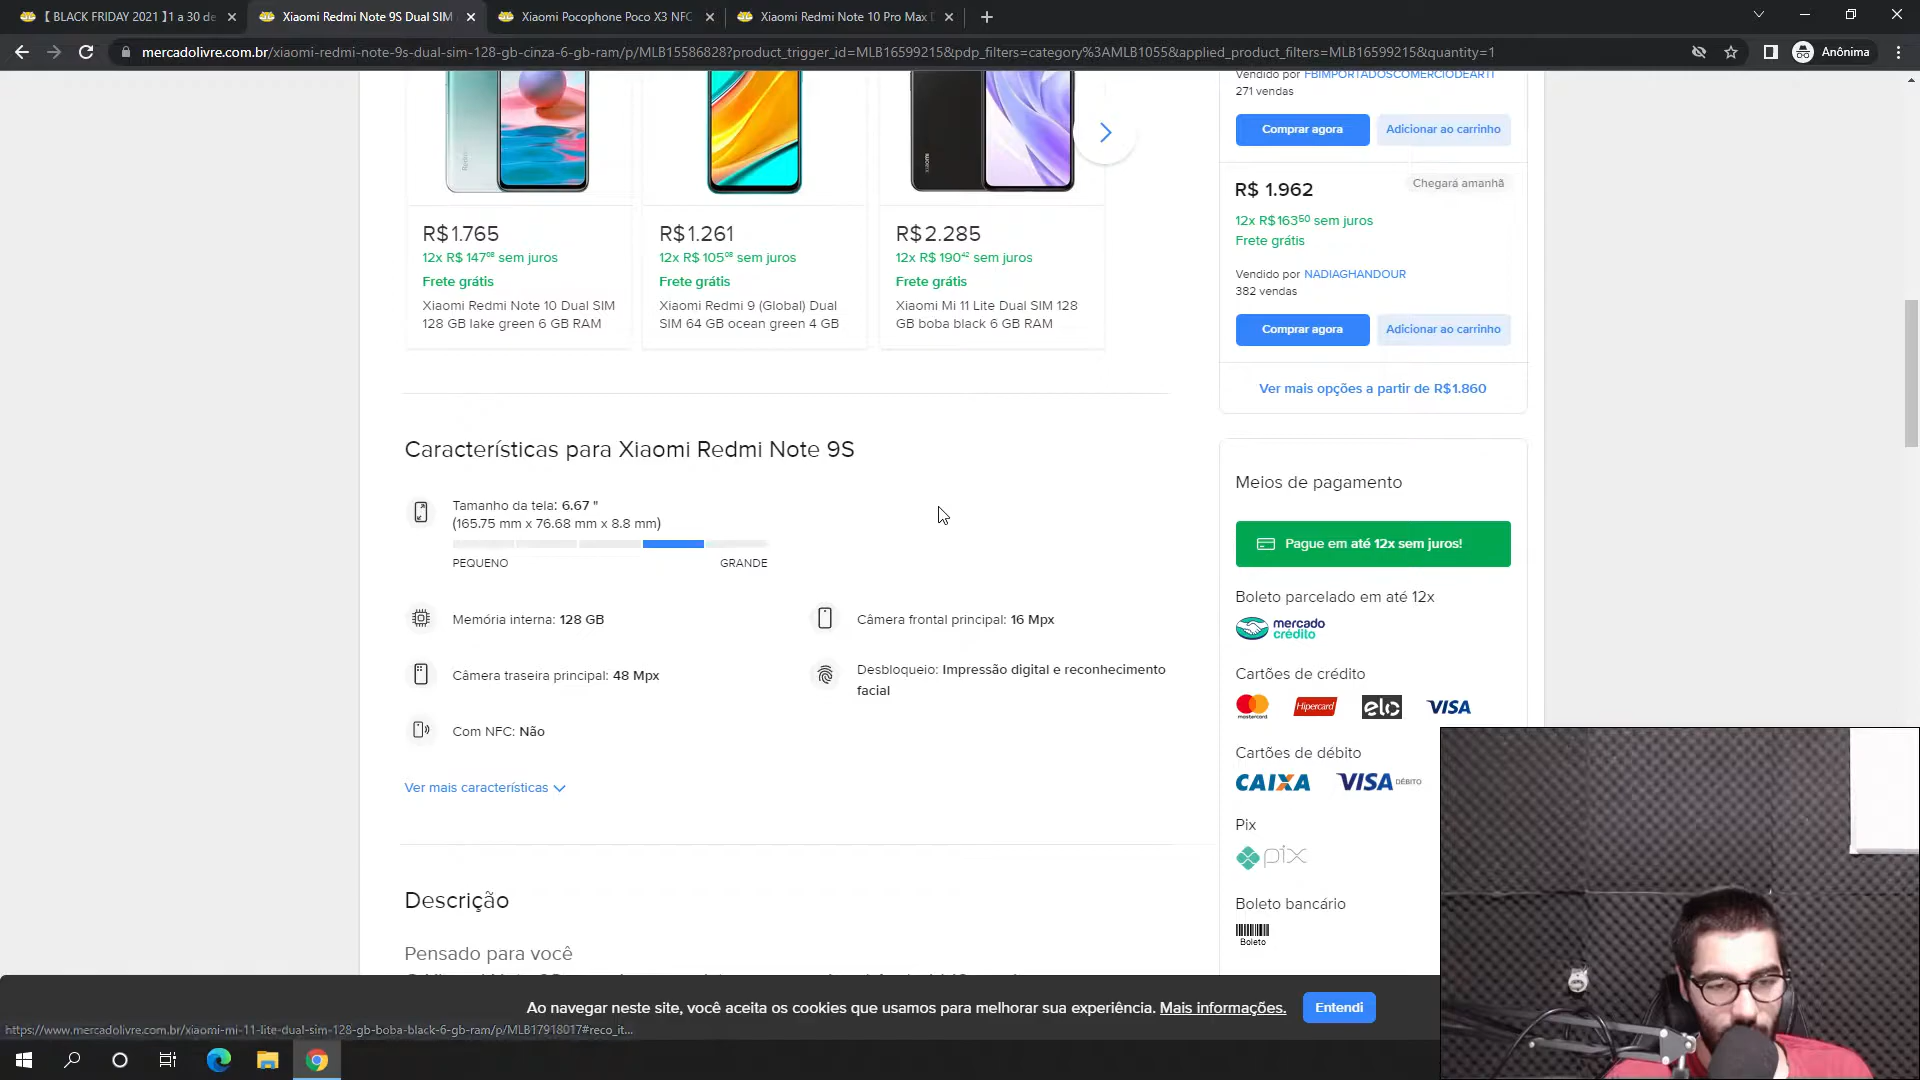 【 BLACK FRIDAY 2021 】1 a 30 de
Xiaomi Redmi Note 9S Dual SIM
Xiaomi Pocophone Poco X3 NFC
Xiaomi Redmi Note 10 Pro Max D
mercadolivre.com.br/xiaomi-redmi-note-9s-dual-sim-128-gb-cinza-6-gb-ram/p/MLB15586828?product_trigger_id=MLB16599215&pdp_filters=category%3AMLB1055&applied_product_filters=MLB16599215&quantity=1
Anônima
R$ 1.765
12x R$ 147⁰⁸ sem juros
Frete grátis
Xiaomi Redmi Note 10 Dual SIM
128 GB lake green 6 GB RAM
R$ 1.261
12x R$ 105⁰⁸ sem juros
Frete grátis
Xiaomi Redmi 9 (Global) Dual
SIM 64 GB ocean green 4 GB
R$ 2.285
12x R$ 190⁴² sem juros
Frete grátis
Xiaomi Mi 11 Lite Dual SIM 128
GB boba black 6 GB RAM
Vendido por FBIMPORTADOSCOMERCIODEARTI
271 vendas
Comprar agora
Adicionar ao carrinho
R$ 1.962
Chegará amanhã
12x R$ 163⁵⁰ sem juros
Frete grátis
Vendido por NADIAGHANDOUR
382 vendas
Comprar agora
Adicionar ao carrinho
Ver mais opções a partir de R$1.860
Características para Xiaomi Redmi Note 9S
Tamanho da tela: 6.67 "
(165.75 mm x 76.68 mm x 8.8 mm)
PEQUENO
GRANDE
Memória interna: 128 GB
Câmera frontal principal: 16 Mpx
Câmera traseira principal: 48 Mpx
Desbloqueio: Impressão digital e reconhecimento
facial
Com NFC: Não
Ver mais características
Descrição
Pensado para você
Meios de pagamento
Pague em até 12x sem juros!
Boleto parcelado em até 12x
mercado
crédito
Cartões de crédito
mastercard
Hipercard
elo
VISA
Cartões de débito
CAIXA
VISA DÉBITO
Pix
pix
Boleto bancário
Boleto
Ao navegar neste site, você aceita os cookies que usamos para melhorar sua experiência. Mais informações.
Entendi
https://www.mercadolivre.com.br/xiaomi-mi-11-lite-dual-sim-128-gb-boba-black-6-gb-ram/p/MLB17918017#reco_it...